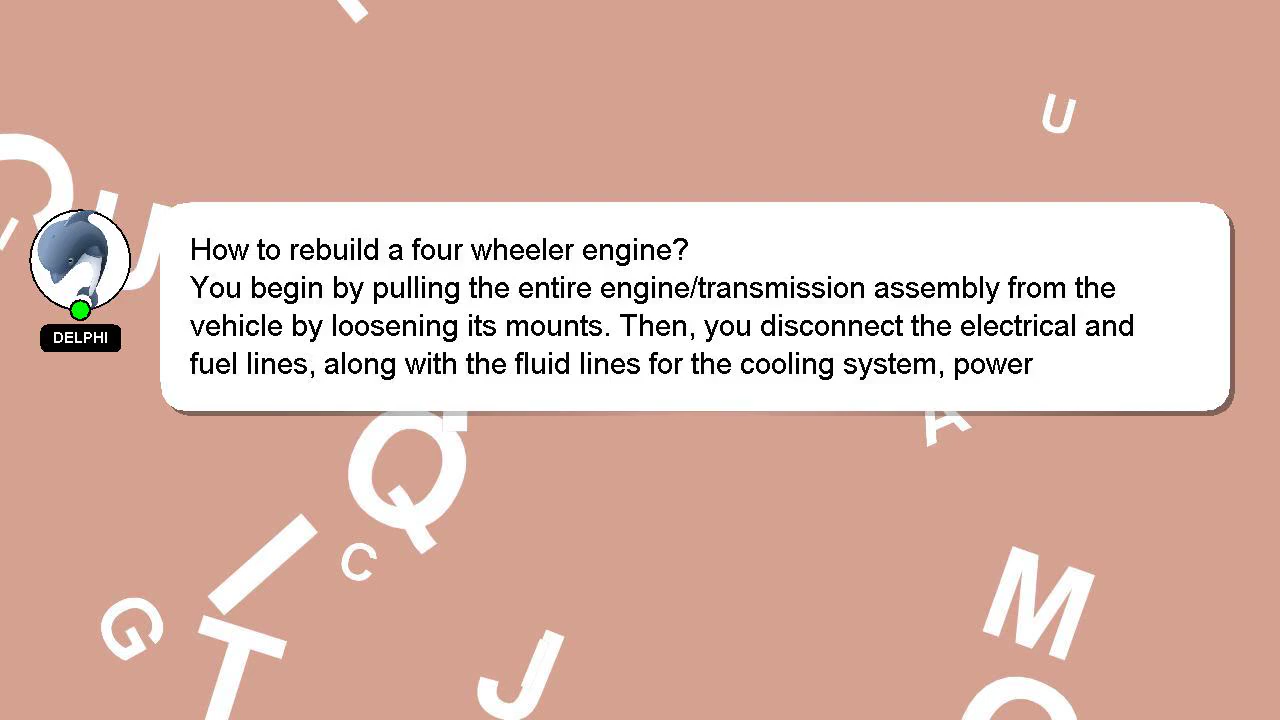 U
How to rebuild a four wheeler engine?
You begin by pulling the entire engine/transmission assembly from the
vehicle by loosening its mounts. Then, you disconnect the electrical and
fuel lines, along with the fluid lines for the cooling system, power
DELPHI
A
Q
I
C
M
G
T
J